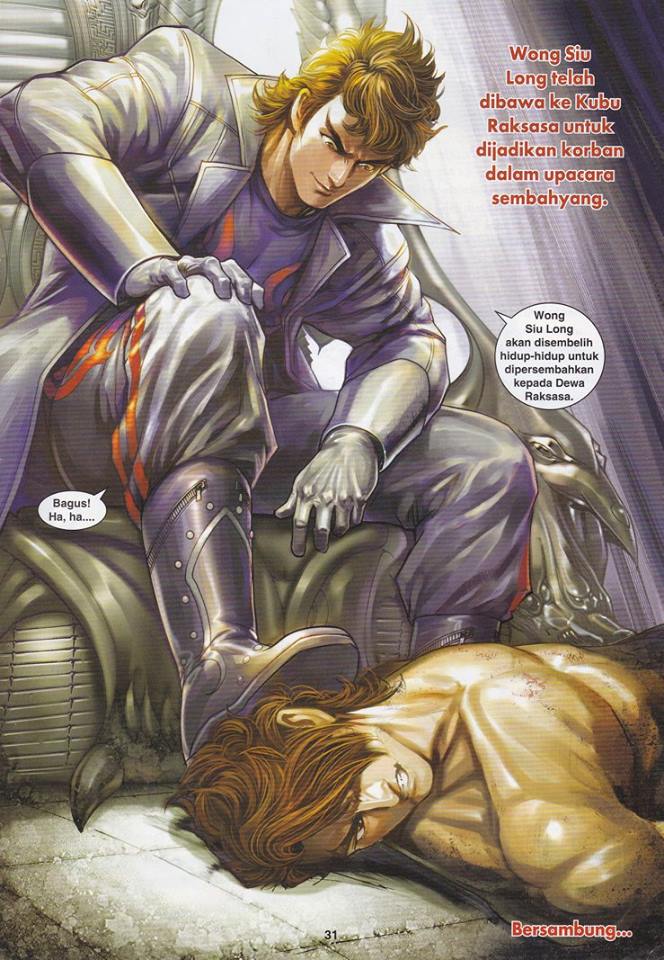 Wong Siu
Long telah
dibawa ke Kubu
Raksasa untuk
dijadikan korban
dalam upacara
sembahyang.
Wong
Siu Long
akan disembelih
hidup-hidup untuk
dipersembahkan
kepada Dewa
Raksasa.
Bagus!
Ha, ha....
31
Bersambung...